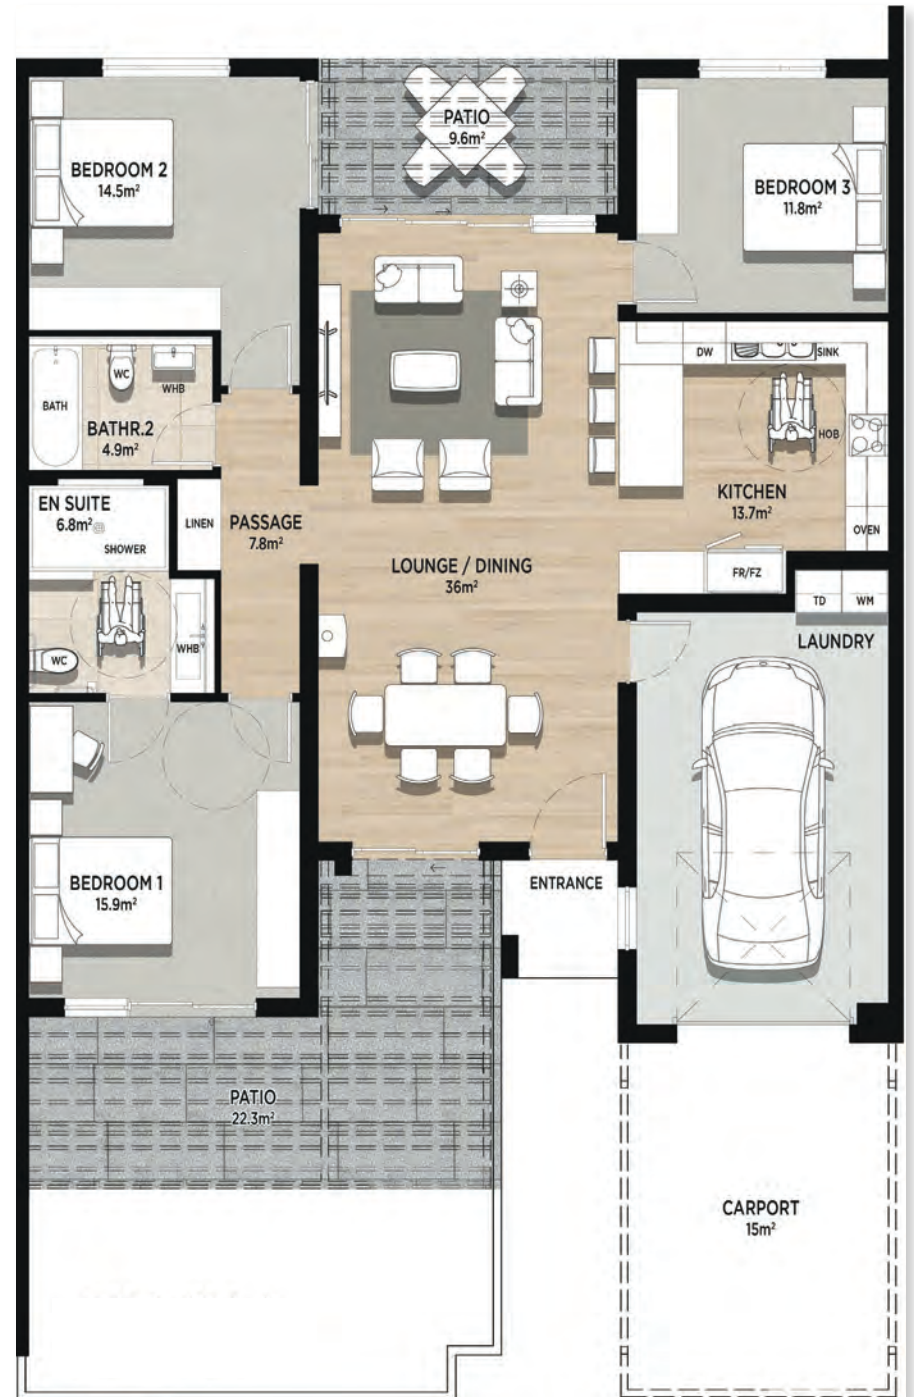 PATIO
9.6m²
BEDROOM 2
14.5m²
BEDROOM 3
11.8m²
DW
SINK
WC
WHB
BATH
BATHR.2
4.9m²
HOB
KITCHEN
13.7m²
EN SUITE
6.8m²
SHOWER
LINEN
PASSAGE
7.8m²
OVEN
LOUNGE / DINING
36m²
FR/FZ
TD
WM
LAUNDRY
WHB
WC
BEDROOM 1
15.9m²
ENTRANCE
PATIO
22.3m²
CARPORT
15m²